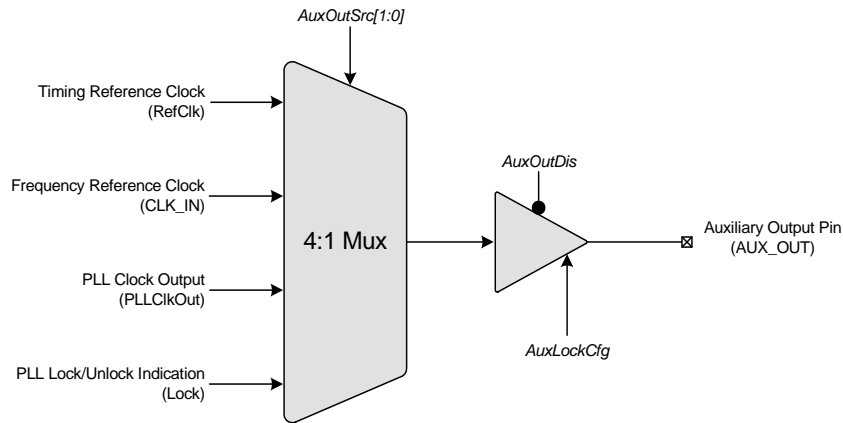 AuxOutSrc[1:0]
Timing Reference Clock
(RefClk)
Frequency Reference Clock
(CLK_IN)
PLL Clock Output
(PLLClkOut)
PLL Lock/Unlock Indication
(Lock)
4:1 Mux
AuxOutDis
AuxLockCfg
Auxiliary Output Pin
(AUX_OUT)